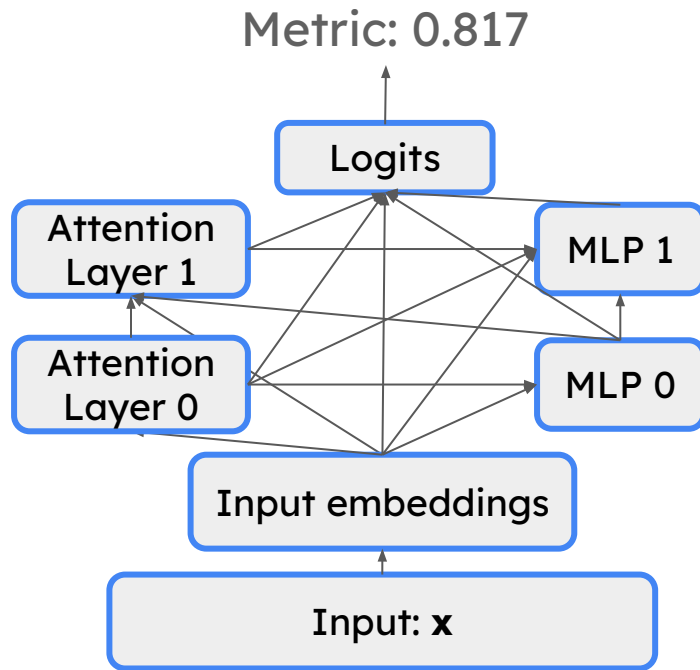 Metric: 0.817
Logits
Attention
Layer 1
MLP 1
Attention
Layer 0
MLP 0
Input embeddings
Input: x